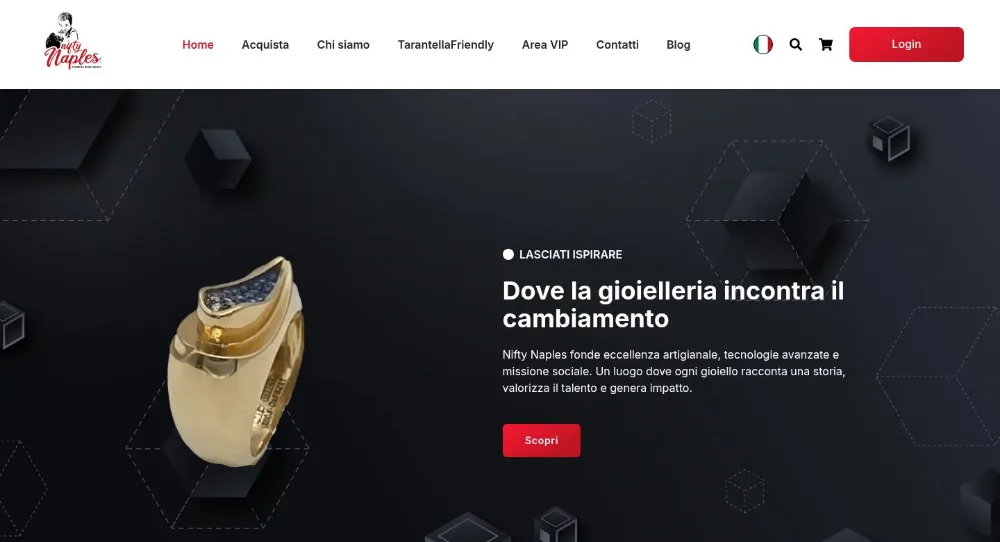 nifty
Naples
Home
Acquista
Chi siamo
TarantellaFriendly
Area VIP
Contatti
Blog
Login
LASCIATI ISPIRARE
Dove la gioielleria incontra il
cambiamento
Nifty Naples fonde eccellenza artigianale, tecnologie avanzate e
missione sociale. Un luogo dove ogni gioiello racconta una storia,
valorizza il talento e genera impatto.
Scopri